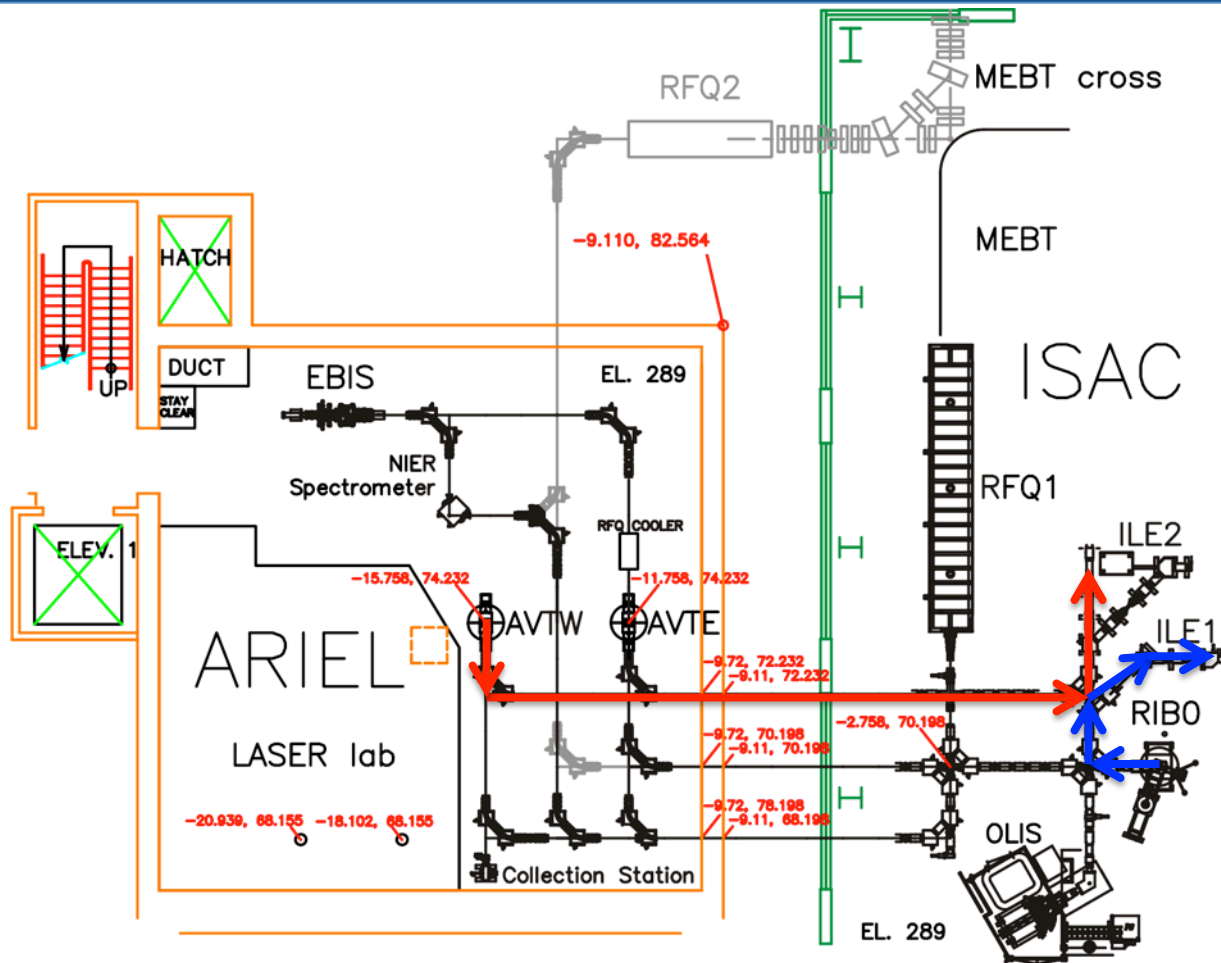 RFQ2
MEBT cross
MEBT
-9.110, 82.564
HATCH
UP
DUCT
STAY
CLEAR
EBIS
EL. 289
ISAC
NIER
Spectrometer
RFQ1
RFQ COOLER
ILE2
ELEV. 1
-15.758, 74.232
-11.758, 74.232
AVTW
AVTE
ILE1
ARIEL
-9.72, 72.232
-9.11, 72.232
RIB0
-2.758, 70.198
-9.72, 70.198
-9.11, 70.198
LASER lab
-20.939, 68.155
-18.102, 68.155
-9.72, 78.198
-9.11, 68.198
OLIS
Collection Station
EL. 289